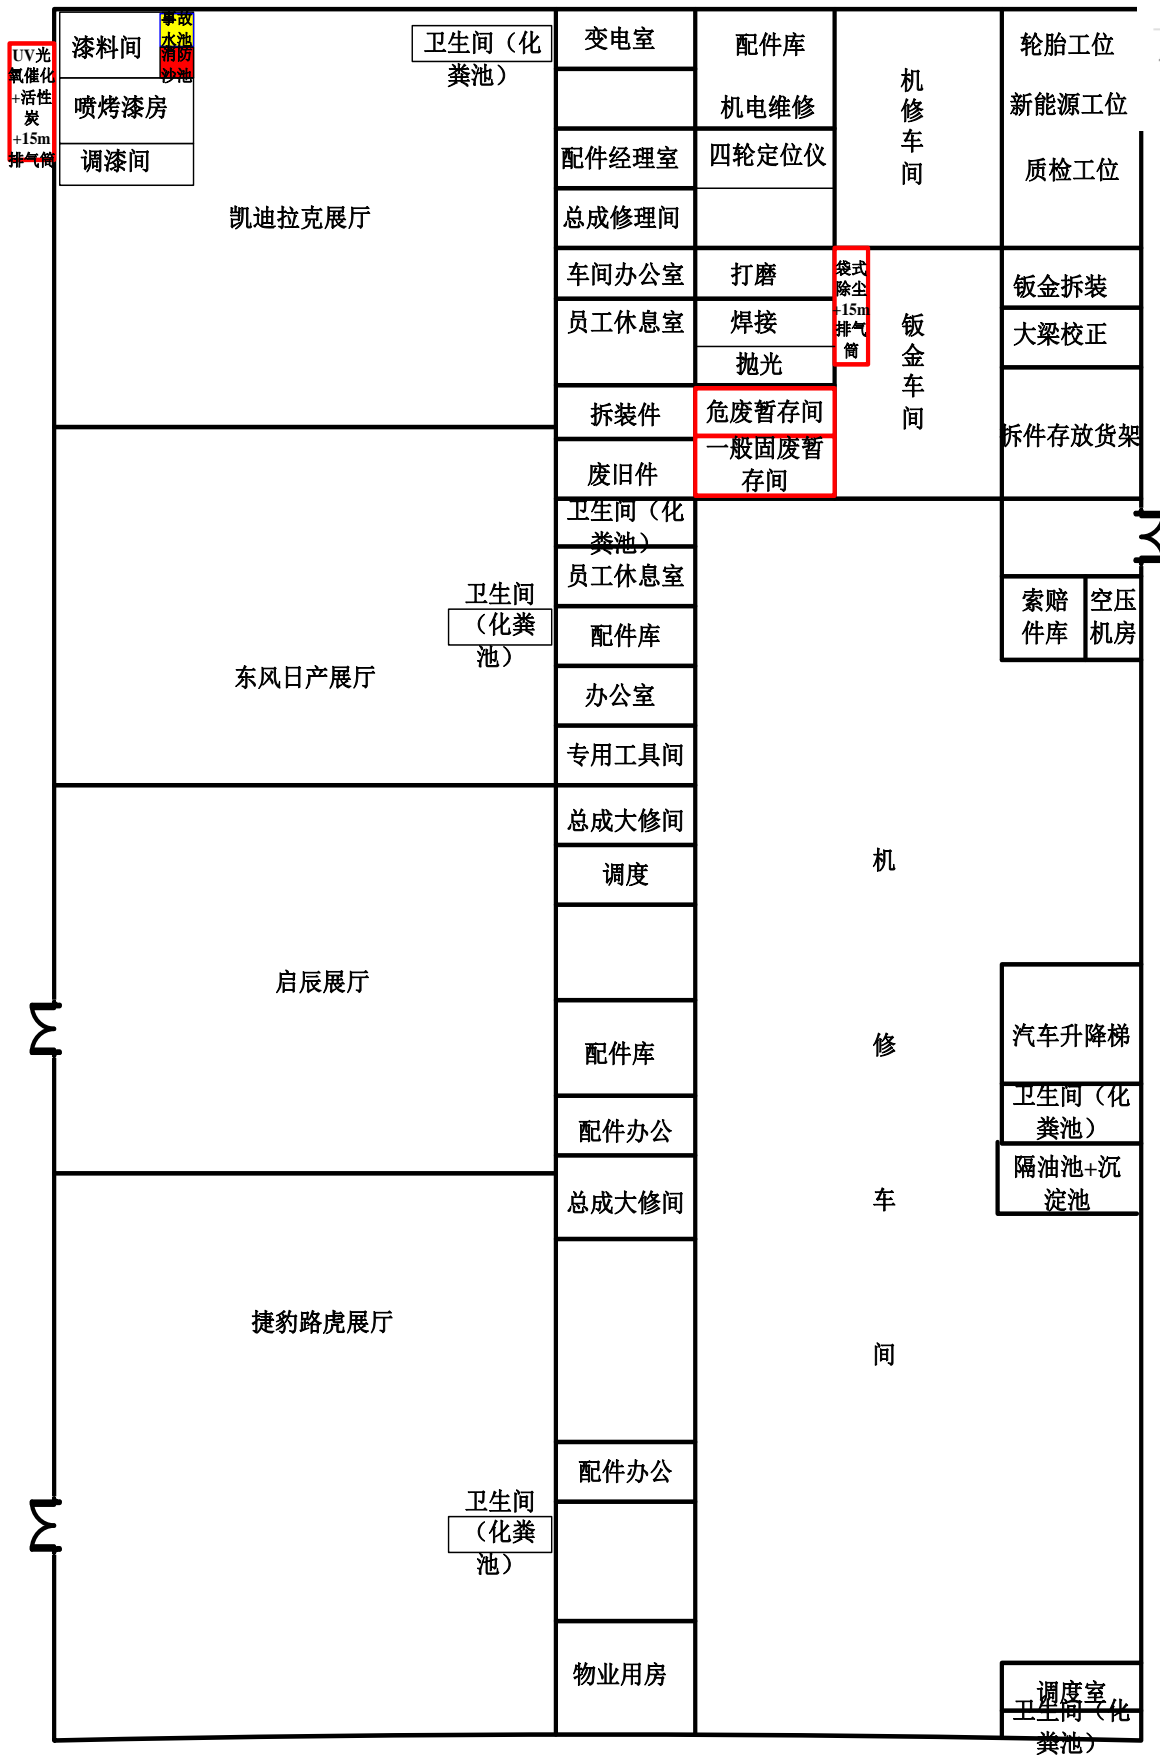 漆料间
事故
水池
消防
沙池
UV光
氧催化
+活性
炭
+15m
排气筒
喷烤漆房
调漆间
凯迪拉克展厅
卫生间（化
粪池）
变电室
配件库
机电维修
机
修
车
间
轮胎工位
新能源工位
质检工位
配件经理室
四轮定位仪
总成修理间
车间办公室
打磨
袋式
除尘
+15m
排气
筒
钣
金
车
间
钣金拆装
员工休息室
焊接
大梁校正
抛光
拆装件
危废暂存间
拆件存放货架
废旧件
一般固废暂
存间
卫生间（化
粪池）
员工休息室
卫生间
（化粪
池）
配件库
索赔
件库
空压
机房
东风日产展厅
办公室
专用工具间
总成大修间
调度
机
修
车
间
启辰展厅
配件库
汽车升降梯
配件办公
卫生间（化
粪池）
总成大修间
隔油池+沉
淀池
捷豹路虎展厅
配件办公
卫生间
（化粪
池）
物业用房
调度室
卫生间（化
粪池）